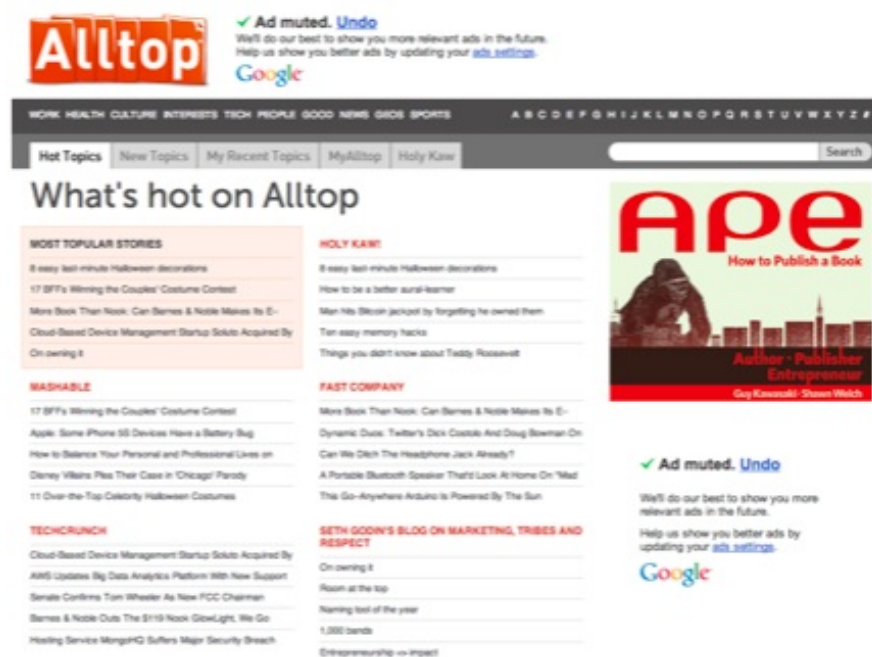 Alltop
✓ Ad muted. Undo
We'll do our best to show you more relevant ads in the future.
Help us show you better ads by updating your ads settings.
Google
WORK HEALTH CULTURE INTERESTS TECH PEOPLE GOOD NEWS GEOS SPORTS
A B C D E F G H I J K L M N O P Q R S T U V W X Y Z #
Hot Topics
New Topics
My Recent Topics
MyAlltop
Holy Kaw
Search
What's hot on Alltop
MOST TOPULAR STORIES
8 easy last-minute Halloween decorations
17 BFFs Winning the Couples' Costume Contest
More Book Than Nook: Can Barnes & Noble Makes Its E-
Cloud-Based Device Management Startup Soluto Acquired By
On owning it
HOLY KAW!
8 easy last-minute Halloween decorations
How to be a better aural-learner
Man hits Bitcoin jackpot by forgetting he owned them
Ten easy memory hacks
Things you didn't know about Teddy Roosevelt
MASHABLE
17 BFFs Winning the Couples' Costume Contest
Apple: Some iPhone 5S Devices Have a Battery Bug
How to Balance Your Personal and Professional Lives on
Disney Villains Plea Their Case in 'Chicago' Parody
11 Over-the-Top Celebrity Halloween Costumes
FAST COMPANY
More Book Than Nook: Can Barnes & Noble Makes Its E-
Dynamic Duos: Twitter's Dick Costolo And Doug Bowman On
Can We Ditch The Headphone Jack Already?
A Portable Bluetooth Speaker That'd Look At Home On "Mad
This Go-Anywhere Arduino Is Powered By The Sun
TECHCRUNCH
Cloud-Based Device Management Startup Soluto Acquired By
AWS Updates Big Data Analytics Platform With New Support
Senate Confirms Tom Wheeler As New FCC Chairman
Barnes & Noble Outs The $119 Nook GlowLight, We Go
Hosting Service MongoHQ Suffers Major Security Breach
SETH GODIN'S BLOG ON MARKETING, TRIBES AND
RESPECT
On owning it
Room at the top
Naming tool of the year
1,000 bands
Entrepreneurship <> impact
APE
How to Publish a Book
Author · Publisher
Entrepreneur
Guy Kawasaki · Shawn Welch
✓ Ad muted. Undo
We'll do our best to show you more
relevant ads in the future.
Help us show you better ads by
updating your ads settings.
Google